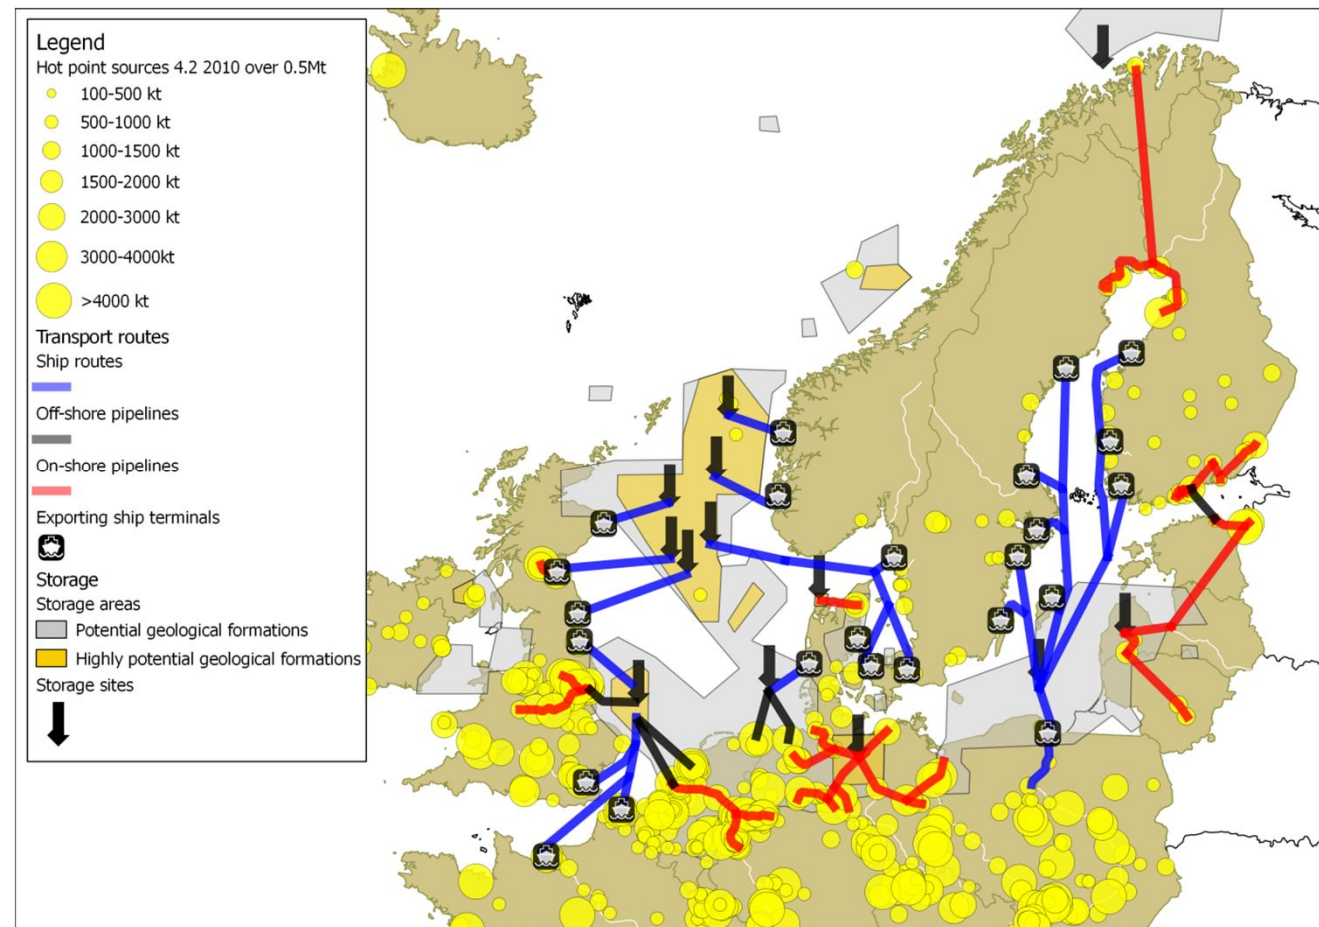 Legend
Hot point sources 4.2 2010 over 0.5Mt
100-500 kt
500-1000 kt
1000-1500 kt
1500-2000 kt
2000-3000 kt
3000-4000kt
>4000 kt
Transport routes
Ship routes
Off-shore pipelines
On-shore pipelines
Exporting ship terminals
Storage
Storage areas
Potential geological formations
Highly potential geological formations
Storage sites